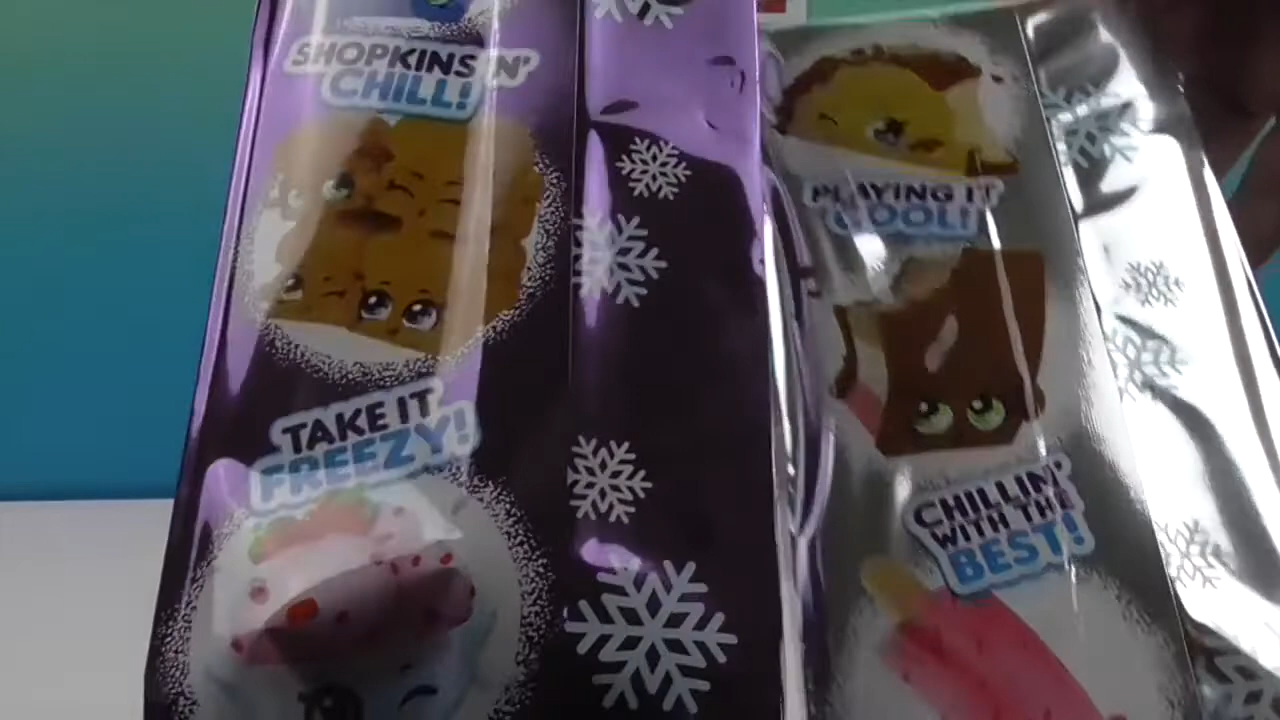 SHOPKINS N'
CHILL!
TAKE IT
FREEZY!
PLAYING IT
COOL!
CHILLIN'
WITH THE
BEST!